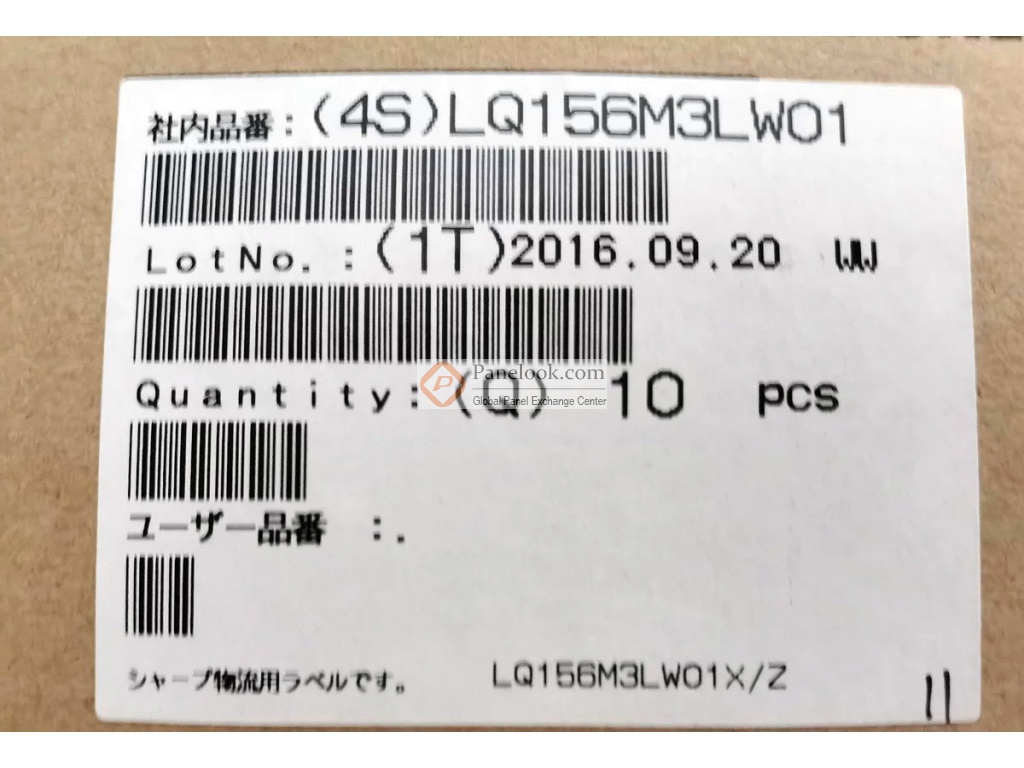 社内品番:(4S)LQ156M3LW01
LotNo.:(1T)2016.09.20
Quantity:(Q) 10 pcs
Panelook.com
Global Panel Exchange Center
ユーザー品番 :.
シャープ物流用ラベルです。 LQ156M3LW01X/Z
11